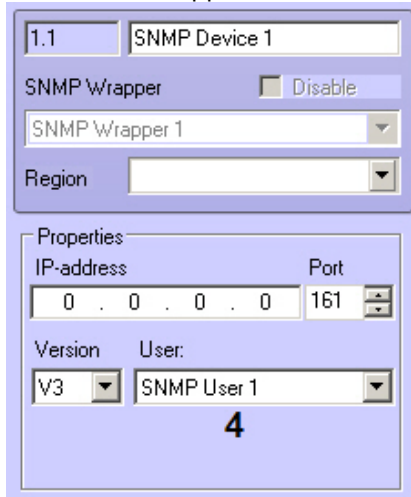 1.1 SNMP Device 1
SNMP Wrapper Disable
SNMP Wrapper 1
Region
Properties
IP-address Port
0 . 0 . 0 . 0 161
Version User:
V3 SNMP User 1
4